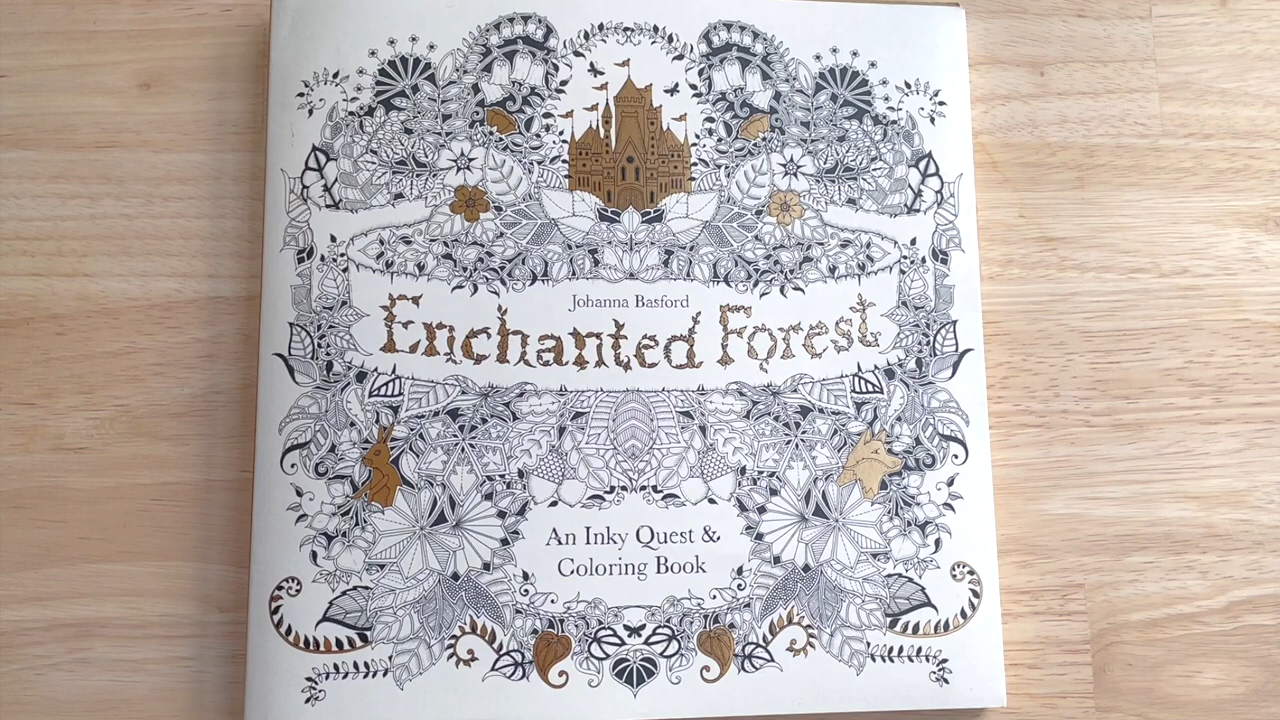 Johanna Basford
Enchanted Forest
An Inky Quest &
Coloring Book